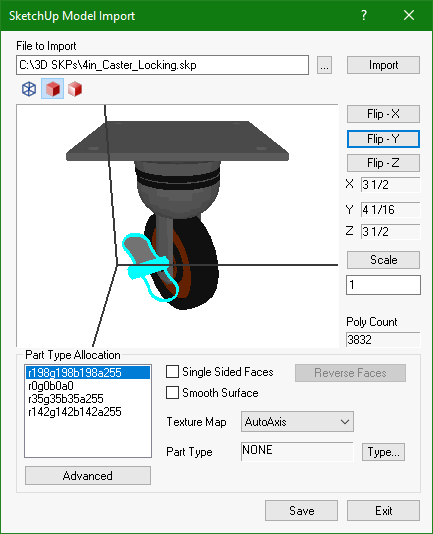 SketchUp Model Import
File to Import
C:\3D SKPs\4in_Caster_Locking.skp
...
Import
Flip - X
Flip - Y
Flip - Z
X 3 1/2
Y 4 1/16
Z 3 1/2
Scale
1
Poly Count
3832
Part Type Allocation
r198g198b198a255
r0g0b0a0
r35g35b35a255
r142g142b142a255
Single Sided Faces
Reverse Faces
Smooth Surface
Texture Map AutoAxis
Part Type NONE Type...
Advanced
Save
Exit